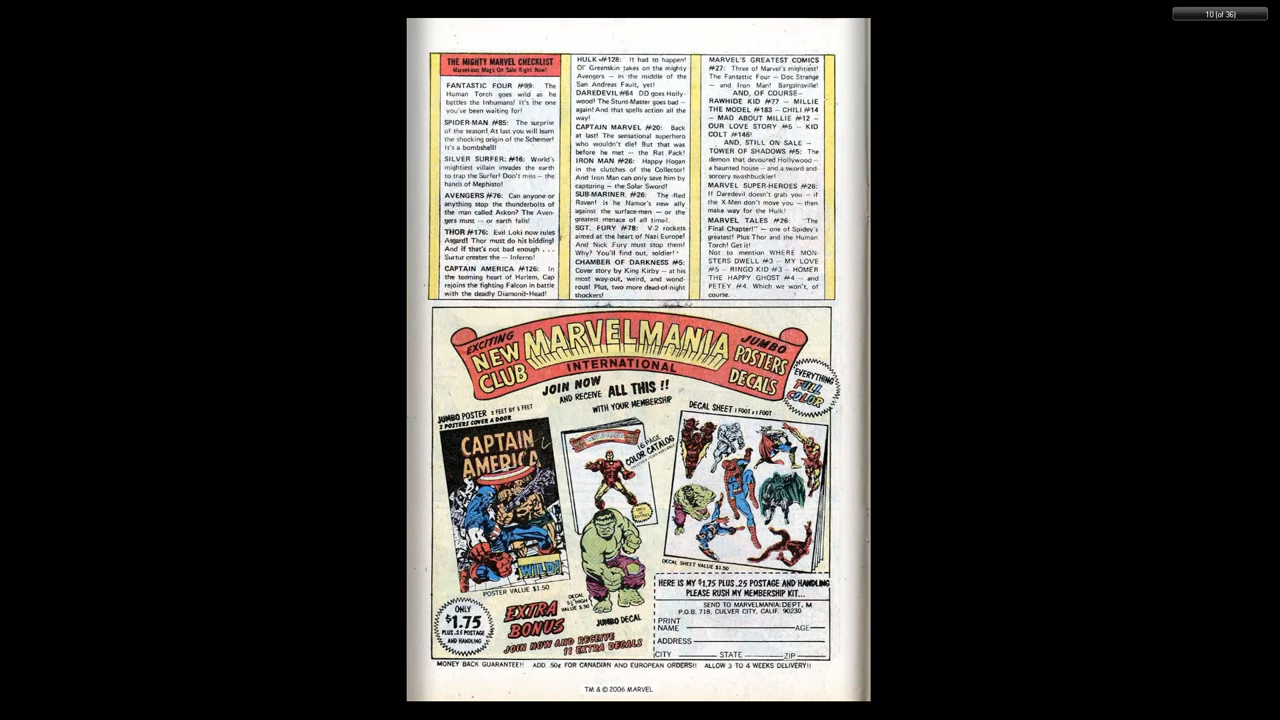 10 (of 36)
THE MIGHTY MARVEL CHECKLIST
Marvel-ous Mags On Sale Right Now!
FANTASTIC FOUR #99: The
Human Torch goes wild as he
battles the Inhumans! It's the one
you've been waiting for!
SPIDER-MAN #85: The surprise
of the season! At last you will learn
the shocking origin of the Schemer!
It's a bombshell!
SILVER SURFER #16: World's
mightiest villain invades the earth
to trap the Surfer! Don't miss — the
hands of Mephisto!
AVENGERS #76: Can anyone or
anything stop the thunderbolts of
the man called Arkon? The Aven-
gers must — or earth falls!
THOR #176: Evil Loki now rules
Asgard! Thor must do his bidding!
And if that's not bad enough . . .
Surtur creates the — Inferno!
CAPTAIN AMERICA #126: In
the teeming heart of Harlem, Cap
rejoins the fighting Falcon in battle
with the deadly Diamond-Head!
HULK #128: It had to happen!
Ol' Greenskin takes on the mighty
Avengers — in the middle of the
San Andreas Fault, yet!
DAREDEVIL #64 DD goes Holly-
wood! The Stunt-Master goes bad —
again! And that spells action all the
way!
CAPTAIN MARVEL #20: Back
at last! The sensational superhero
who wouldn't die! But that was
before he met — the Rat Pack!
IRON MAN #26: Happy Hogan
in the clutches of the Collector!
And Iron Man can only save him by
capturing — the Solar Sword!
SUB-MARINER #26: The Red
Raven! Is he Namor's new ally
against the surface-men — or the
greatest menace of all time?
SGT. FURY #78: V-2 rockets
aimed at the heart of Nazi Europe!
And Nick Fury must stop them!
Why? You'll find out, soldier!
CHAMBER OF DARKNESS #5:
Cover story by King Kirby — at his
most way-out, weird, and wond-
rous! Plus, two more dead-of-night
shockers!
MARVEL'S GREATEST COMICS
#27: Three of Marvel's mightiest!
The Fantastic Four — Doc Strange
— and Iron Man! Bargainsville!
AND, OF COURSE—
RAWHIDE KID #77 — MILLIE
THE MODEL #183 — CHILI #14
— MAD ABOUT MILLIE #12 —
OUR LOVE STORY #5 — KID
COLT #146!
AND, STILL ON SALE —
TOWER OF SHADOWS #5: The
demon that devoured Hollywood —
a haunted house — and a sword-and-
sorcery swashbuckler!
MARVEL SUPER-HEROES #26:
If Daredevil doesn't grab you — if
the X-Men don't move you — then
make way for the Hulk!
MARVEL TALES #26: "The
Final Chapter!" — one of Spidey's
greatest! Plus Thor and the Human
Torch! Get it!
Not to mention WHERE MON-
STERS DWELL #3 — MY LOVE
#5 — RINGO KID #3 — HOMER
THE HAPPY GHOST #4 — and
PETEY #4. Which we won't, of
course.
EXCITING
NEW
CLUB
MARVELMANIA
INTERNATIONAL
JUMBO
POSTERS
DECALS
EVERYTHING
FULL
COLOR
JOIN NOW
AND RECEIVE ALL THIS !!
WITH YOUR MEMBERSHIP
JUMBO POSTER 2 FEET BY 3 FEET
2 POSTERS COVER A DOOR
CAPTAIN
AMERICA
WILD!
POSTER VALUE $1.50
16 PAGE
COLOR CATALOG
DECAL SHEET 1 FOOT x 1 FOOT
DECAL SHEET VALUE $1.50
ONLY
$1.75
PLUS .25 POSTAGE
AND HANDLING
EXTRA
BONUS
JOIN NOW AND RECEIVE
11 EXTRA DECALS
JUMBO DECAL
HERE IS MY $1.75 PLUS .25 POSTAGE AND HANDLING
PLEASE RUSH MY MEMBERSHIP KIT...
SEND TO MARVELMANIA: DEPT. M
P.O.B. 718, CULVER CITY, CALIF. 90230
PRINT
NAME AGE
ADDRESS
CITY STATE ZIP
MONEY BACK GUARANTEE!! ADD .50¢ FOR CANADIAN AND EUROPEAN ORDERS!! ALLOW 3 TO 4 WEEKS DELIVERY!!
TM & © 2006 MARVEL